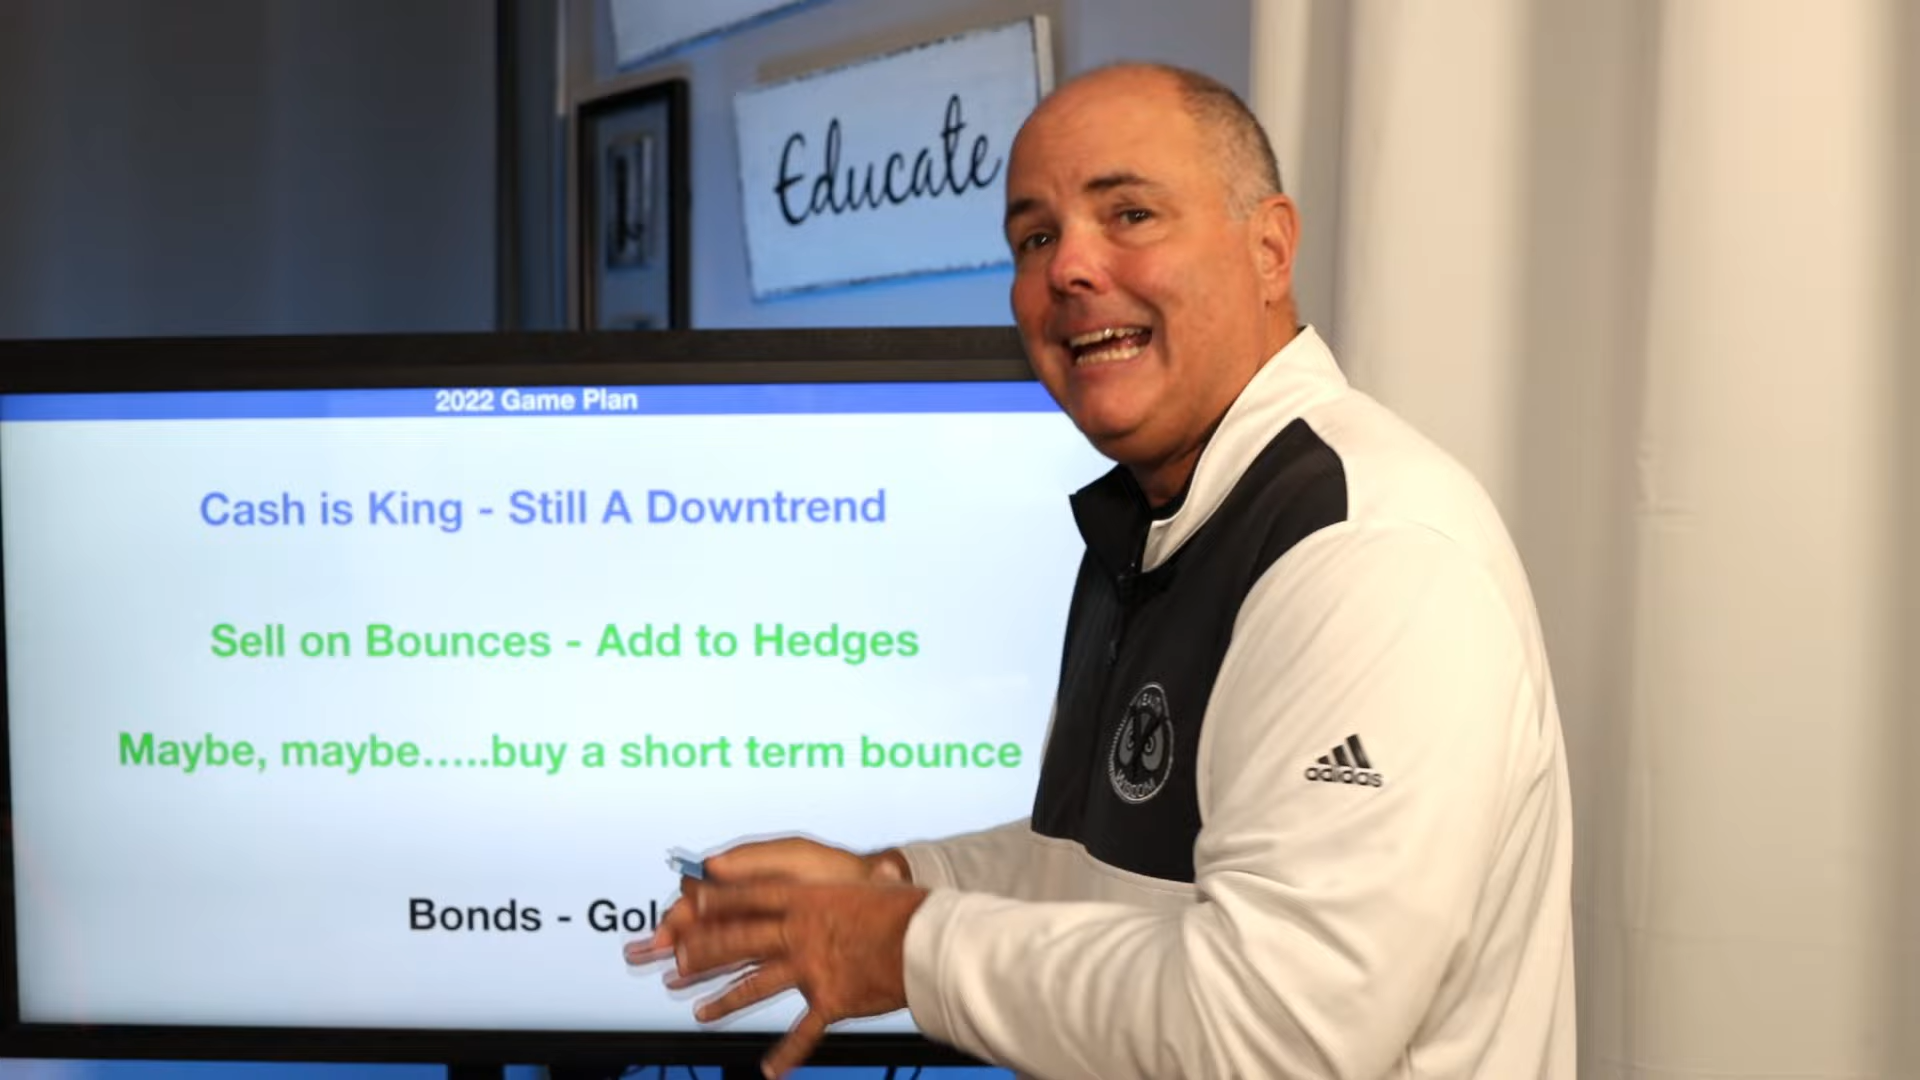 Educate
2022 Game Plan
Cash is King - Still A Downtrend
Sell on Bounces - Add to Hedges
Maybe, maybe.....buy a short term bounce
Bonds -
adidas